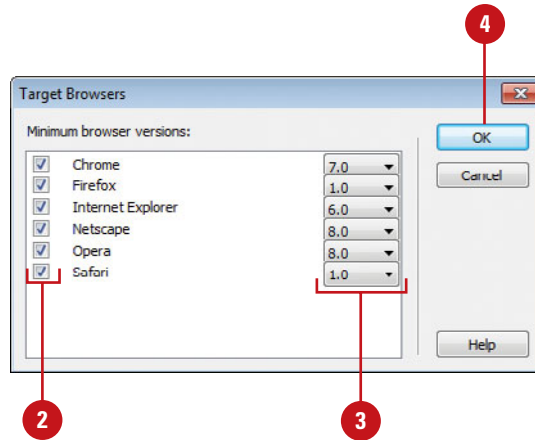 4
Target Browsers
Minimum browser versions:
OK
Chrome 7.0
Cancel
Firefox 1.0
Internet Explorer 6.0
Netscape 8.0
Opera 8.0
Safari 1.0
Help
2 3